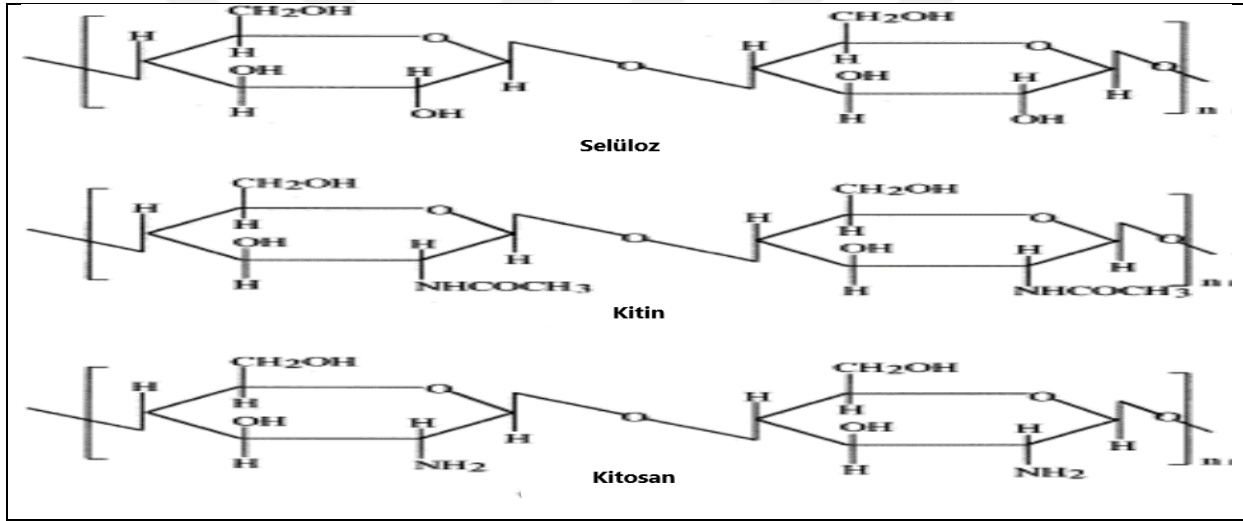 CH2OH CH2OH
H O H O
H H
OH H O OH H O
H H
H OH H OH n
Selüloz
CH2OH CH2OH
H O H O
H H
OH H O OH H O
H H
H NHCOCH3 H NHCOCH3 n
Kitin
CH2OH CH2OH
H O H O
H H
OH H O OH H O
H H
H NH2 H NH2 n
Kitosan